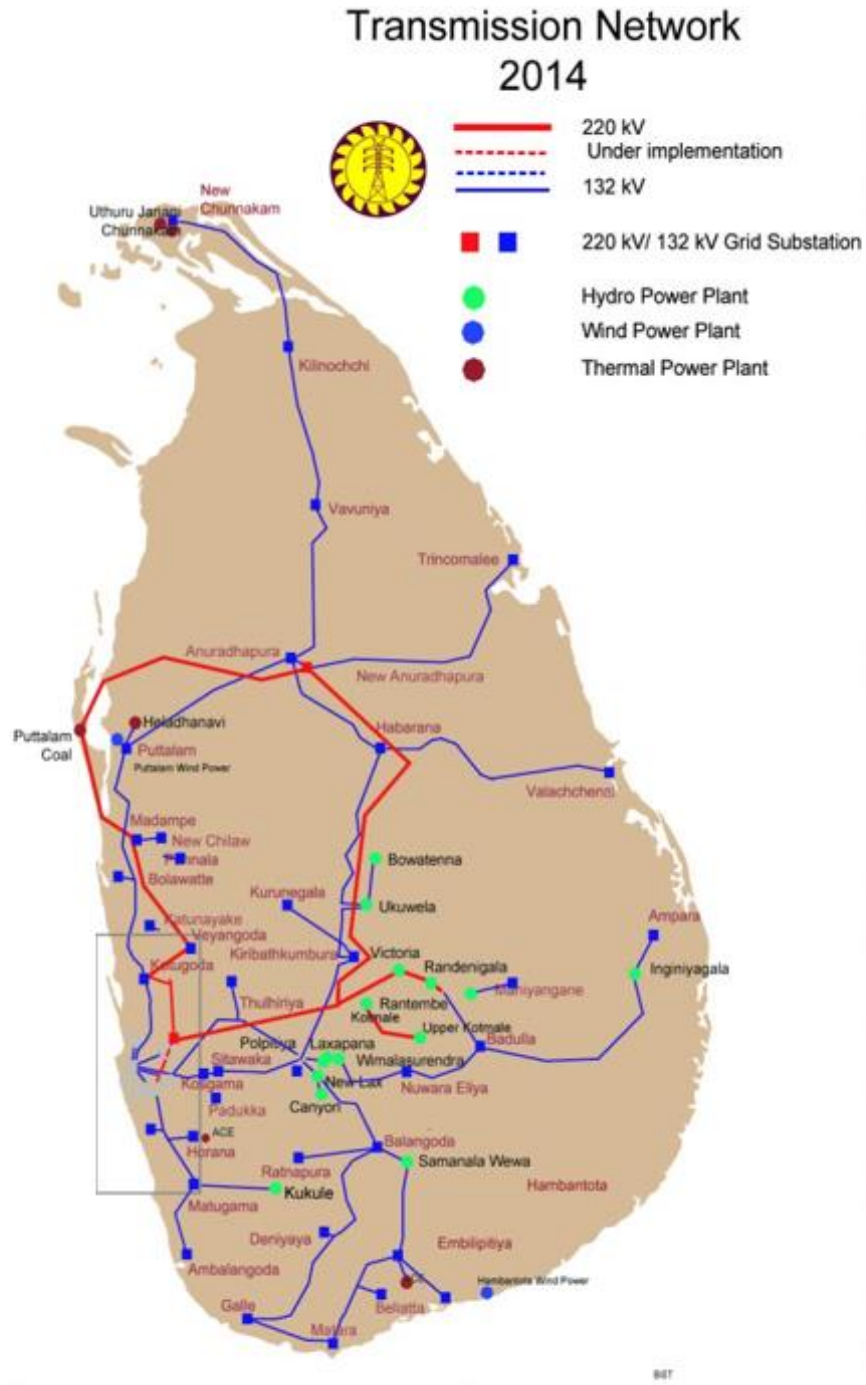 Transmission Network
2014
220 kV
Under implementation
132 kV
220 kV/ 132 kV Grid Substation
Hydro Power Plant
Wind Power Plant
Thermal Power Plant
New
Chunnakam
Uthuru Janani
Chunnakam
Kilinochchi
Vavuniya
Trincomalee
Anuradhapura
New Anuradhapura
Heladhanavi
Habarana
Puttalam
Coal
Puttalam
Puttalam Wind Power
Valachchenai
Madampe
New Chilaw
Pannala
Bolawatte
Bowatenna
Kurunegala
Ukuwela
Ampara
Katunayake
Veyangoda
Kiribathkumbura
Victoria
Randenigala
Inginiyagala
Kotugoda
Mahiyangane
Thulhiriya
Rantembe
Kotmale
Upper Kotmale
Badulla
Polpitiya
Laxapana
Sitawaka
Wimalasurendra
Kosgama
New Lax
Nuwara Eliya
Canyon
Padukka
ACE
Horana
Balangoda
Ratnapura
Samanala Wewa
Kukule
Hambantota
Matugama
Deniyaya
Embilipitiya
Ambalangoda
Hambantota Wind Power
Galle
Beliatta
Matara